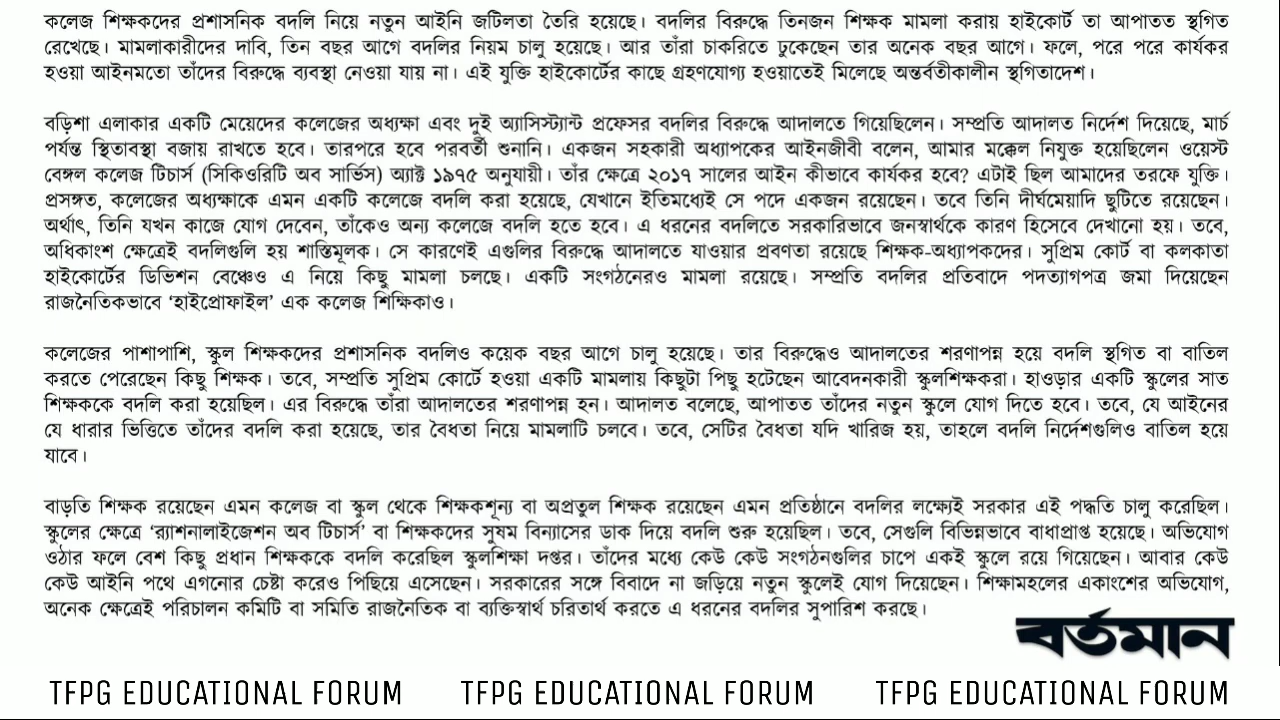 কলেজ শিক্ষকদের প্রশাসনিক বদলি নিয়ে নতুন আইনি জটিলতা তৈরি হয়েছে। বদলির বিরুদ্ধে তিনজন শিক্ষক মামলা করায় হাইকোর্ট তা আপাতত স্থগিত
রেখেছে। মামলাকারীদের দাবি, তিন বছর আগে বদলির নিয়ম চালু হয়েছে। আর তাঁরা চাকরিতে ঢুকেছেন তার অনেক বছর আগে। ফলে, পরে পরে কার্যকর
হওয়া আইনমতো তাঁদের বিরুদ্ধে ব্যবস্থা নেওয়া যায় না। এই যুক্তি হাইকোর্টের কাছে গ্রহণযোগ্য হওয়াতেই মিলেছে অন্তর্বর্তীকালীন স্থগিতাদেশ।
বড়িশা এলাকার একটি মেয়েদের কলেজের অধ্যক্ষা এবং দুই অ্যাসিস্ট্যান্ট প্রফেসর বদলির বিরুদ্ধে আদালতে গিয়েছিলেন। সম্প্রতি আদালত নির্দেশ দিয়েছে, মার্চ
পর্যন্ত স্থিতাবস্থা বজায় রাখতে হবে। তারপরে হবে পরবর্তী শুনানি। একজন সহকারী অধ্যাপকের আইনজীবী বলেন, আমার মক্কেল নিযুক্ত হয়েছিলেন ওয়েস্ট
বেঙ্গল কলেজ টিচার্স (সিকিওরিটি অব সার্ভিস) অ্যাক্ট ১৯৭৫ অনুযায়ী। তাঁর ক্ষেত্রে ২০১৭ সালের আইন কীভাবে কার্যকর হবে? এটাই ছিল আমাদের তরফে যুক্তি।
প্রসঙ্গত, কলেজের অধ্যক্ষাকে এমন একটি কলেজে বদলি করা হয়েছে, যেখানে ইতিমধ্যেই সে পদে একজন রয়েছেন। তবে তিনি দীর্ঘমেয়াদি ছুটিতে রয়েছেন।
অর্থাৎ, তিনি যখন কাজে যোগ দেবেন, তাঁকেও অন্য কলেজে বদলি হতে হবে। এ ধরনের বদলিতে সরকারিভাবে জনস্বার্থকে কারণ হিসেবে দেখানো হয়। তবে,
অধিকাংশ ক্ষেত্রেই বদলিগুলি হয় শাস্তিমূলক। সে কারণেই এগুলির বিরুদ্ধে আদালতে যাওয়ার প্রবণতা রয়েছে শিক্ষক-অধ্যাপকদের। সুপ্রিম কোর্ট বা কলকাতা
হাইকোর্টের ডিভিশন বেঞ্চেও এ নিয়ে কিছু মামলা চলছে। একটি সংগঠনেরও মামলা রয়েছে। সম্প্রতি বদলির প্রতিবাদে পদত্যাগপত্র জমা দিয়েছেন
রাজনৈতিকভাবে ‘হাইপ্রোফাইল’ এক কলেজ শিক্ষিকাও।
কলেজের পাশাপাশি, স্কুল শিক্ষকদের প্রশাসনিক বদলিও কয়েক বছর আগে চালু হয়েছে। তার বিরুদ্ধেও আদালতের শরণাপন্ন হয়ে বদলি স্থগিত বা বাতিল
করতে পেরেছেন কিছু শিক্ষক। তবে, সম্প্রতি সুপ্রিম কোর্টে হওয়া একটি মামলায় কিছুটা পিছু হটেছেন আবেদনকারী স্কুলশিক্ষকরা। হাওড়ার একটি স্কুলের সাত
শিক্ষককে বদলি করা হয়েছিল। এর বিরুদ্ধে তাঁরা আদালতের শরণাপন্ন হন। আদালত বলেছে, আপাতত তাঁদের নতুন স্কুলে যোগ দিতে হবে। তবে, যে আইনের
যে ধারার ভিত্তিতে তাঁদের বদলি করা হয়েছে, তার বৈধতা নিয়ে মামলাটি চলবে। তবে, সেটির বৈধতা যদি খারিজ হয়, তাহলে বদলি নির্দেশগুলিও বাতিল হয়ে
যাবে।
বাড়তি শিক্ষক রয়েছেন এমন কলেজ বা স্কুল থেকে শিক্ষকশূন্য বা অপ্রতুল শিক্ষক রয়েছেন এমন প্রতিষ্ঠানে বদলির লক্ষ্যেই সরকার এই পদ্ধতি চালু করেছিল।
স্কুলের ক্ষেত্রে ‘র‍্যাশনালাইজেশন অব টিচার্স’ বা শিক্ষকদের সুষম বিন্যাসের ডাক দিয়ে বদলি শুরু হয়েছিল। তবে, সেগুলি বিভিন্নভাবে বাধাপ্রাপ্ত হয়েছে। অভিযোগ
ওঠার ফলে বেশ কিছু প্রধান শিক্ষককে বদলি করেছিল স্কুলশিক্ষা দপ্তর। তাঁদের মধ্যে কেউ কেউ সংগঠনগুলির চাপে একই স্কুলে রয়ে গিয়েছেন। আবার কেউ
কেউ আইনি পথে এগনোর চেষ্টা করেও পিছিয়ে এসেছেন। সরকারের সঙ্গে বিবাদে না জড়িয়ে নতুন স্কুলেই যোগ দিয়েছেন। শিক্ষামহলের একাংশের অভিযোগ,
অনেক ক্ষেত্রেই পরিচালন কমিটি বা সমিতি রাজনৈতিক বা ব্যক্তিস্বার্থ চরিতার্থ করতে এ ধরনের বদলির সুপারিশ করছে।
বর্তমান
TFPG EDUCATIONAL FORUM TFPG EDUCATIONAL FORUM TFPG EDUCATIONAL FORUM